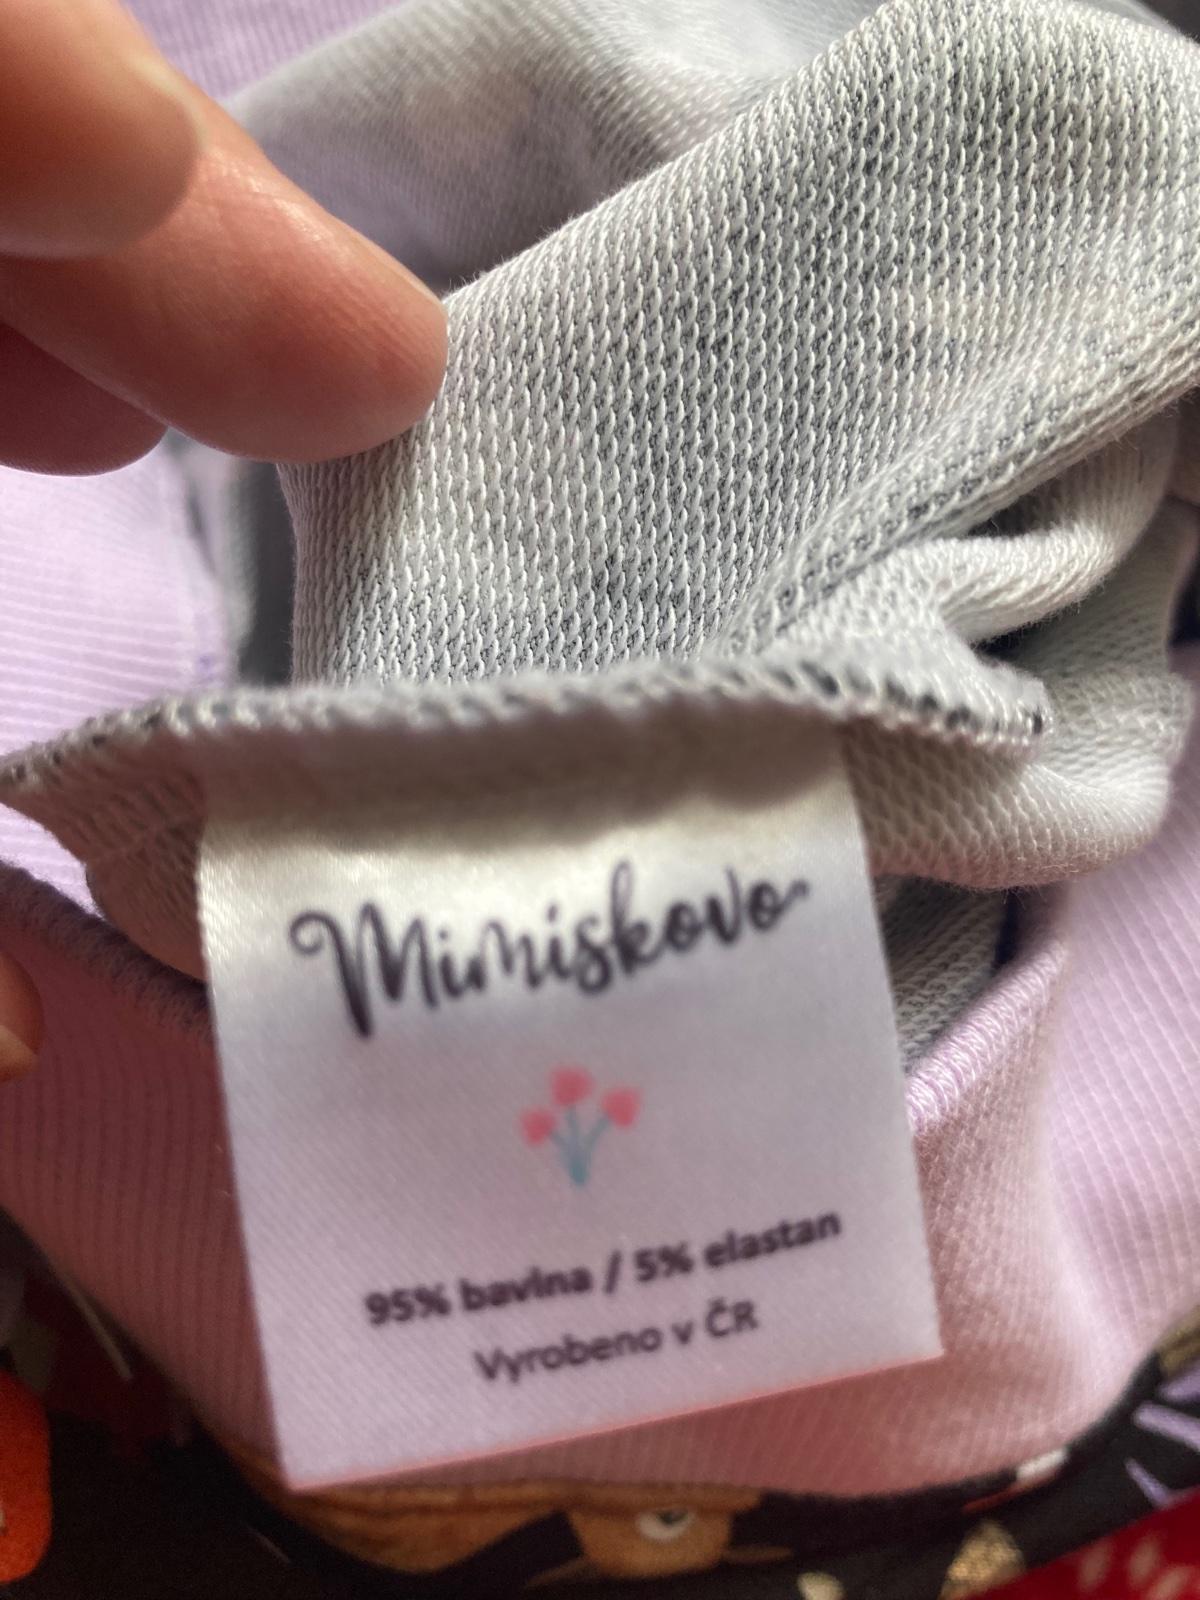 Mimiskovo
95% bavlna / 5% elastan
Vyrobeno v ČR